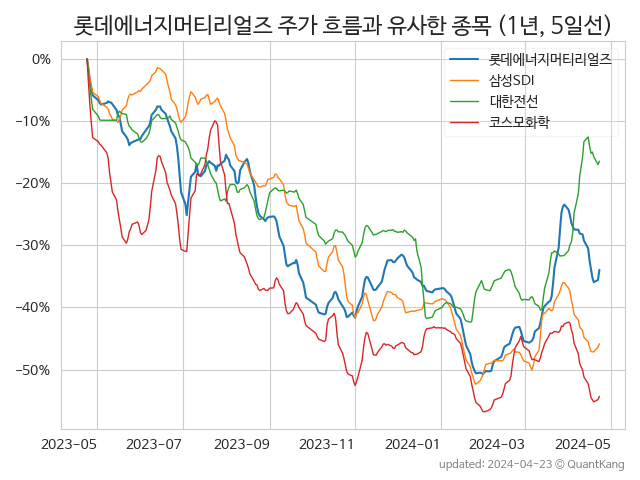 롯데에너지머티리얼즈 주가 흐름과 유사한 종목 (1년, 5일선)
롯데에너지머티리얼즈
삼성SDI
대한전선
코스모화학
0%
−10%
−20%
−30%
−40%
−50%
2023-05 2023-07 2023-09 2023-11 2024-01 2024-03 2024-05
updated: 2024-04-23 © QuantKang